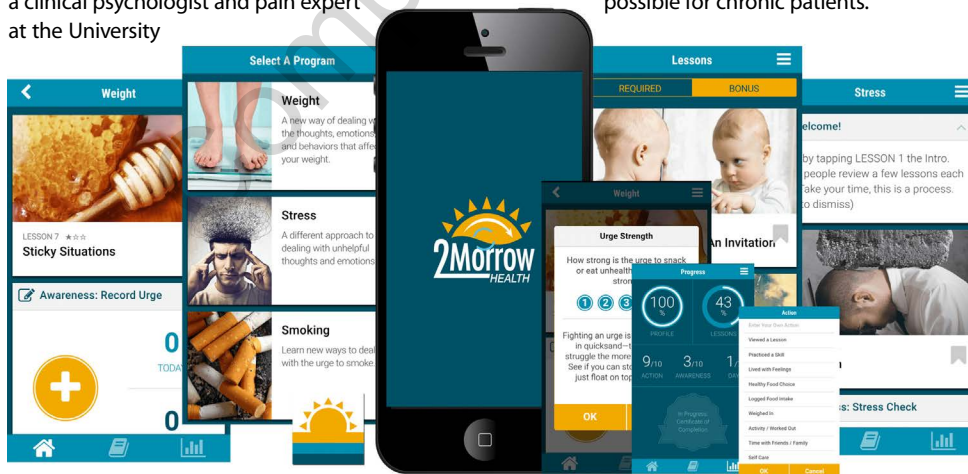 a clinical psychologist and pain expert
at the University
possible for chronic patients.
Weight
LESSON 7
Sticky Situations
Awareness: Record Urge
0
TODAY
0
Select A Program
Weight
A new way of dealing
the thoughts, emotions
and behaviors that
your weight.
Stress
A different approach to
dealing with unhelpful
thoughts and emotions
Smoking
Learn new ways to deal
with the urge to smoke.
2Morrow
HEALTH
Lessons
REQUIRED
BONUS
An Invitation
Weight
Urge Strength
How strong is the urge to snack
or eat
1 2 3
Fighting an urge is
in quicksand
struggle the more
See if you can
just float on top
OK
Progress
100
%
PROFILE
43
%
LESSONS
9/10
ACTION
3/10
AWARENESS
In Progress:
Certificate of
Completion
Action
Enter Your Own Action
Viewed a Lesson
Practiced a Skill
Lived with Feelings
Healthy Food Choice
Logged Food Intake
Weighed In
Activity / Worked Out
Time with Friends / Family
Self Care
OK
Cancel
Stress
elcome!
by tapping LESSON 1 the Intro.
people review a few lessons each
Take your time, this is a process.
to dismiss)
ss: Stress Check